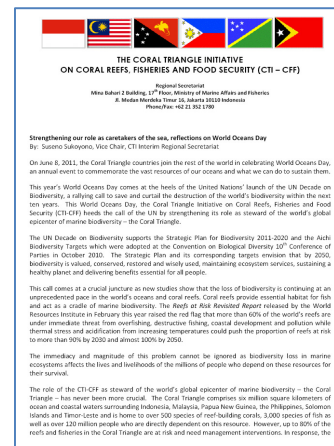 THE CORAL TRIANGLE INITIATIVE
ON CORAL REEFS, FISHERIES AND FOOD SECURITY (CTI – CFF)
Regional Secretariat
Mina Bahari 2 Building, 17th Floor, Ministry of Marine Affairs and Fisheries
Jl. Medan Merdeka Timur 16, Jakarta 10110 Indonesia
Phone/Fax: +62 21 352 1780
Strengthening our role as caretakers of the sea, reflections on World Oceans Day
By: Suseno Sukoyono, Vice Chair, CTI Interim Regional Secretariat
On June 8, 2011, the Coral Triangle countries join the rest of the world in celebrating World Oceans Day,
an annual event to commemorate the vast resources of our oceans and what we can do to sustain them.
This year's World Oceans Day comes at the heels of the United Nations' launch of the UN Decade on
Biodiversity, a rallying call to save and curtail the destruction of the world's biodiversity within the next
ten years. This World Oceans Day, the Coral Triangle Initiative on Coral Reefs, Fisheries and Food
Security (CTI-CFF) heeds the call of the UN by strengthening its role as steward of the world's global
epicenter of marine biodiversity – the Coral Triangle.
The UN Decade on Biodiversity supports the Strategic Plan for Biodiversity 2011-2020 and the Aichi
Biodiversity Targets which were adopted at the Convention on Biological Diversity 10th Conference of
Parties in October 2010. The Strategic Plan and its corresponding targets envision that by 2050,
biodiversity is valued, conserved, restored and wisely used, maintaining ecosystem services, sustaining a
healthy planet and delivering benefits essential for all people.
This call comes at a crucial juncture as new studies show that the loss of biodiversity is continuing at an
unprecedented pace in the world's oceans and coral reefs. Coral reefs provide essential habitat for fish
and act as a cradle of marine biodiversity. The Reefs at Risk Revisited Report released by the World
Resources Institute in February this year raised the red flag that more than 60% of the world's reefs are
under immediate threat from overfishing, destructive fishing, coastal development and pollution while
thermal stress and acidification from increasing temperatures could push the proportion of reefs at risk
to more than 90% by 2030 and almost 100% by 2050.
The immediacy and magnitude of this problem cannot be ignored as biodiversity loss in marine
ecosystems affects the lives and livelihoods of the millions of people who depend on these resources for
their survival.
The role of the CTI-CFF as steward of the world's global epicenter of marine biodiversity – the Coral
Triangle – has never been more crucial. The Coral Triangle comprises six million square kilometers of
ocean and coastal waters surrounding Indonesia, Malaysia, Papua New Guinea, the Philippines, Solomon
Islands and Timor-Leste and is home to over 500 species of reef-building corals, 3,000 species of fish as
well as over 120 million people who are directly dependent on this resource. However, up to 80% of the
reefs and fisheries in the Coral Triangle are at risk and need management interventions. In response, the